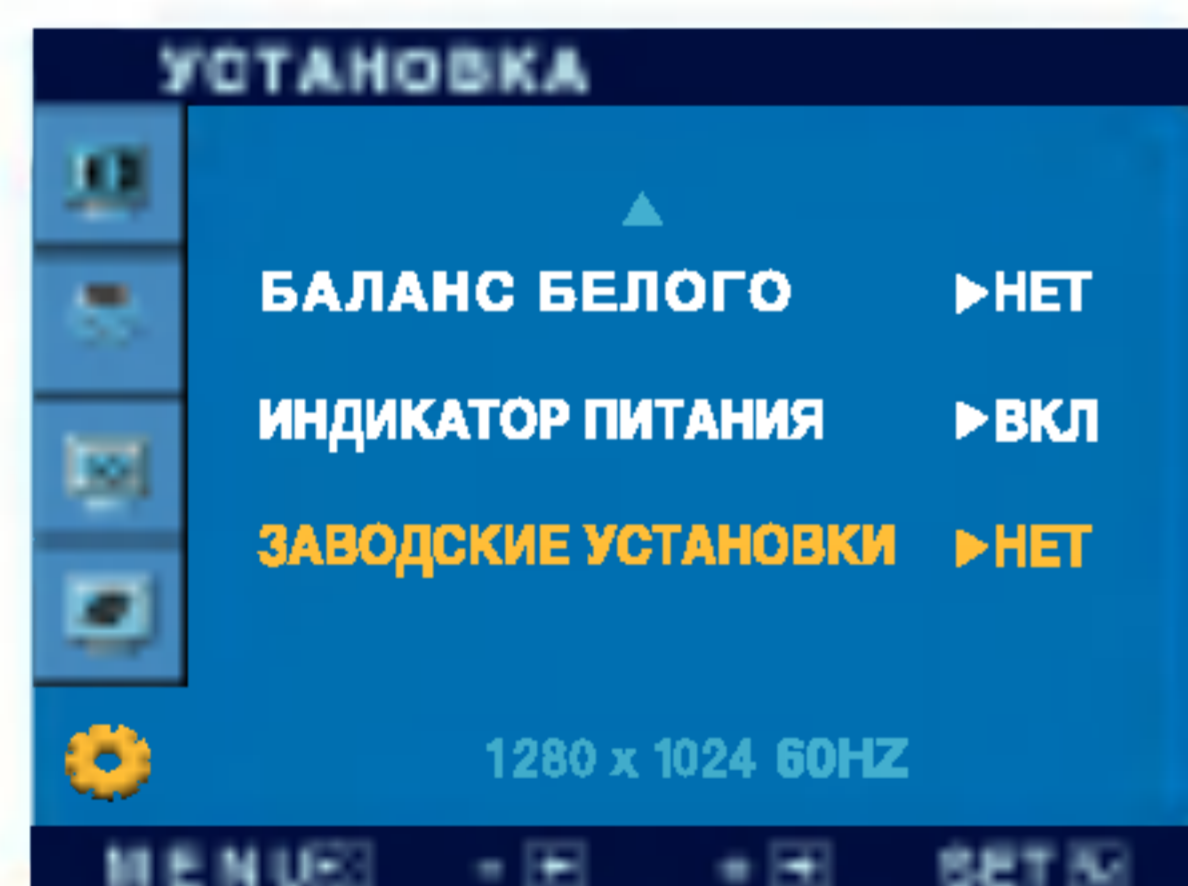 УСТАНОВКА
БАЛАНС БЕЛОГО ▶НЕТ
ИНДИКАТОР ПИТАНИЯ ▶ВКЛ
ЗАВОДСКИЕ УСТАНОВКИ ▶НЕТ
1280 x 1024 60HZ
MENU - + SET